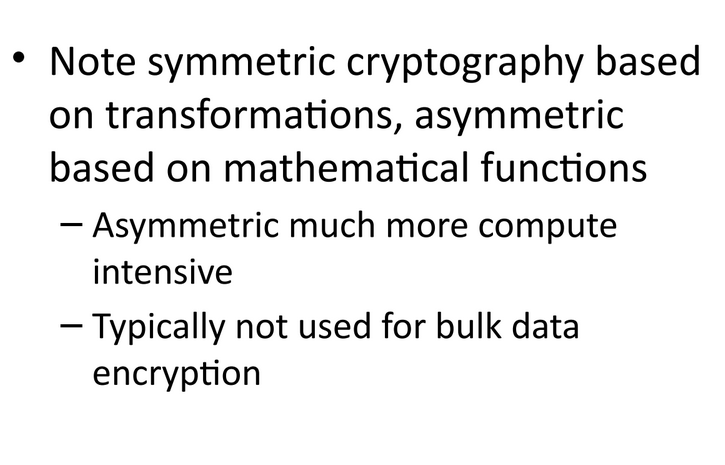 • Note symmetric cryptography based
on transformations, asymmetric
based on mathematical functions
– Asymmetric much more compute
intensive
– Typically not used for bulk data
encryption